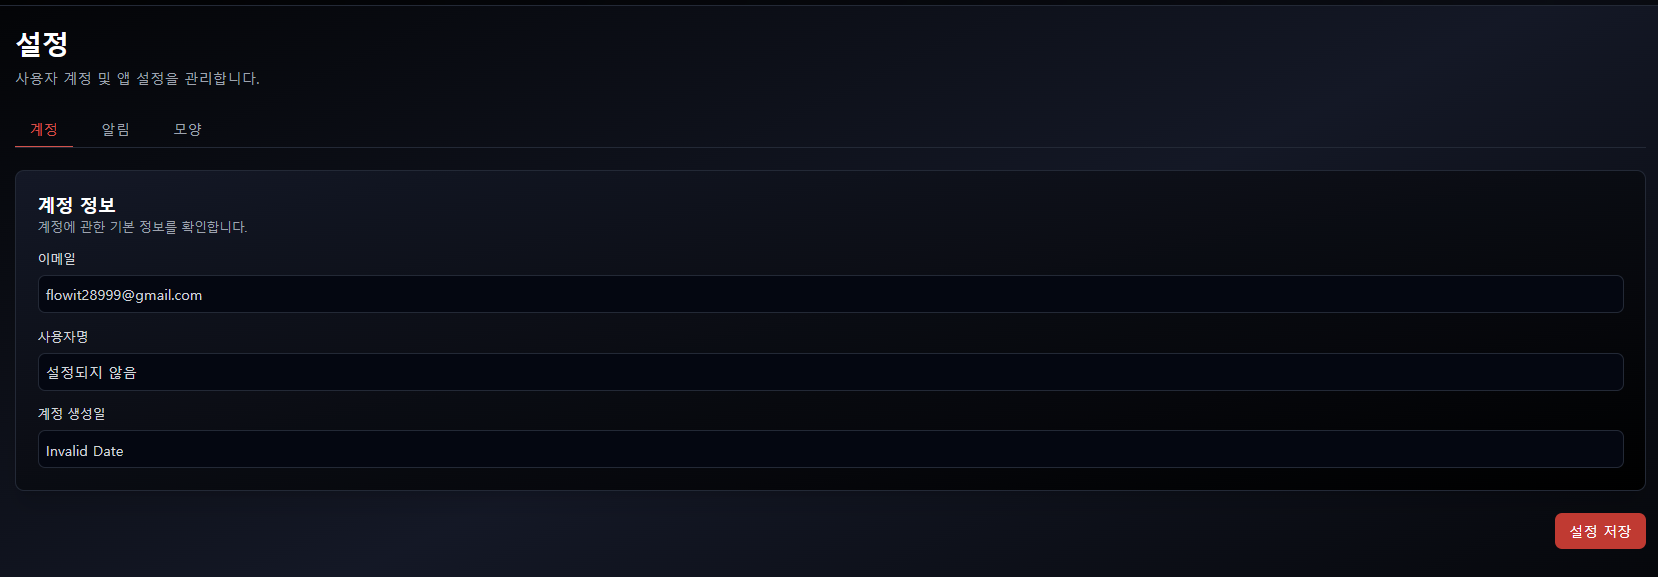 설정
사용자 계정 및 앱 설정을 관리합니다.
계정 알림 모양
계정 정보
계정에 관한 기본 정보를 확인합니다.
이메일
flowit28999@gmail.com
사용자명
설정되지 않음
계정 생성일
Invalid Date
설정 저장